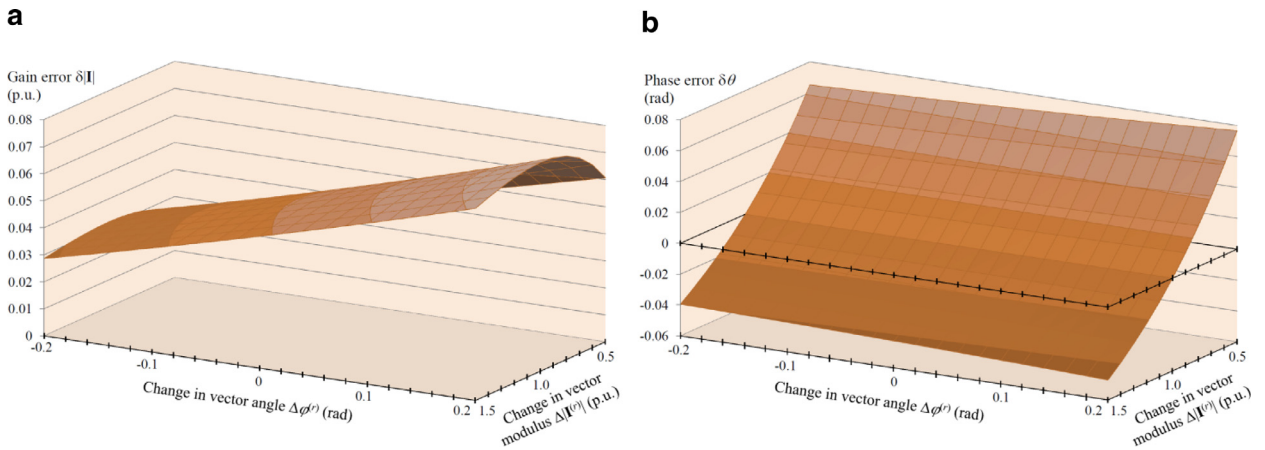 a
Gain error δ|I|
(p.u.)
0.08
0.07
0.06
0.05
0.04
0.03
0.02
0.01
0
-0.2
-0.1
0
0.1
0.2
1.5
1.0
0.5
Change in vector angle Δφ(r) (rad)
Change in vector
modulus Δ|I(r)| (p.u.)
b
Phase error δθ
(rad)
0.08
0.06
0.04
0.02
0
-0.02
-0.04
-0.06
-0.2
-0.1
0
0.1
0.2
1.5
1.0
0.5
Change in vector angle Δφ(r) (rad)
Change in vector
modulus Δ|I(r)| (p.u.)